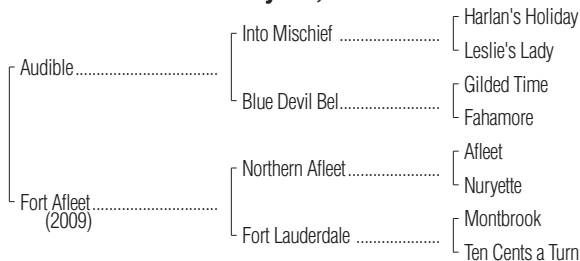 Harlan's Holiday
Into Mischief ..................
Leslie's Lady
Audible..........................
Gilded Time
Blue Devil Bel..................
Fahamore
Afleet
Northern Afleet................
Nuryette
Fort Afleet.......................
(2009)
Montbrook
Fort Lauderdale ...............
Ten Cents a Turn